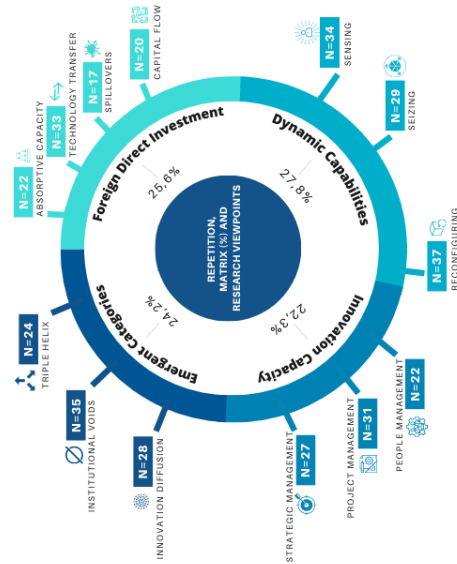 REPETITION,
MATRIX (%) AND
RESEARCH VIEWPOINTS
Foreign Direct Investment
25,6%
N=22
ABSORPTIVE CAPACITY
N=33
TECHNOLOGY TRANSFER
N=17
SPILLOVERS
N=20
CAPITAL FLOW
Dynamic Capabilities
27,8%
N=34
SENSING
N=29
SEIZING
N=37
RECONFIGURING
Innovation Capacity
22,3%
N=22
PEOPLE MANAGEMENT
N=31
PROJECT MANAGEMENT
N=27
STRATEGIC MANAGEMENT
Emergent Categories
24,2%
N=28
INNOVATION DIFFUSION
N=35
INSTITUTIONAL VOIDS
N=24
TRIPLE HELIX